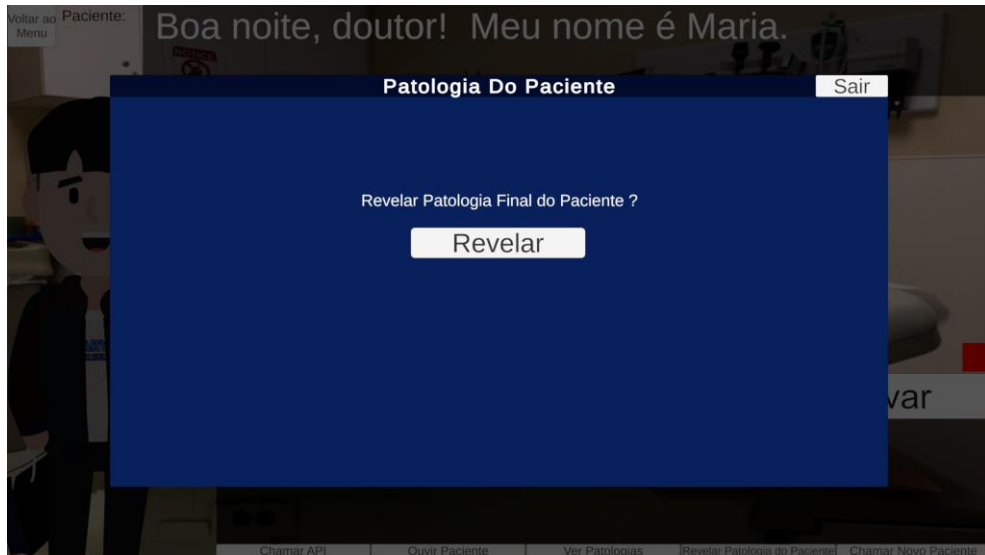 Voltar ao
Menu
Paciente:
Boa noite, doutor! Meu nome é Maria.
NOTICE
Patologia Do Paciente
Sair
Revelar Patologia Final do Paciente ?
Revelar
var
Chamar API
Ouvir Paciente
Ver Patologias
Revelar Patologia do Paciente
Chamar Novo Paciente